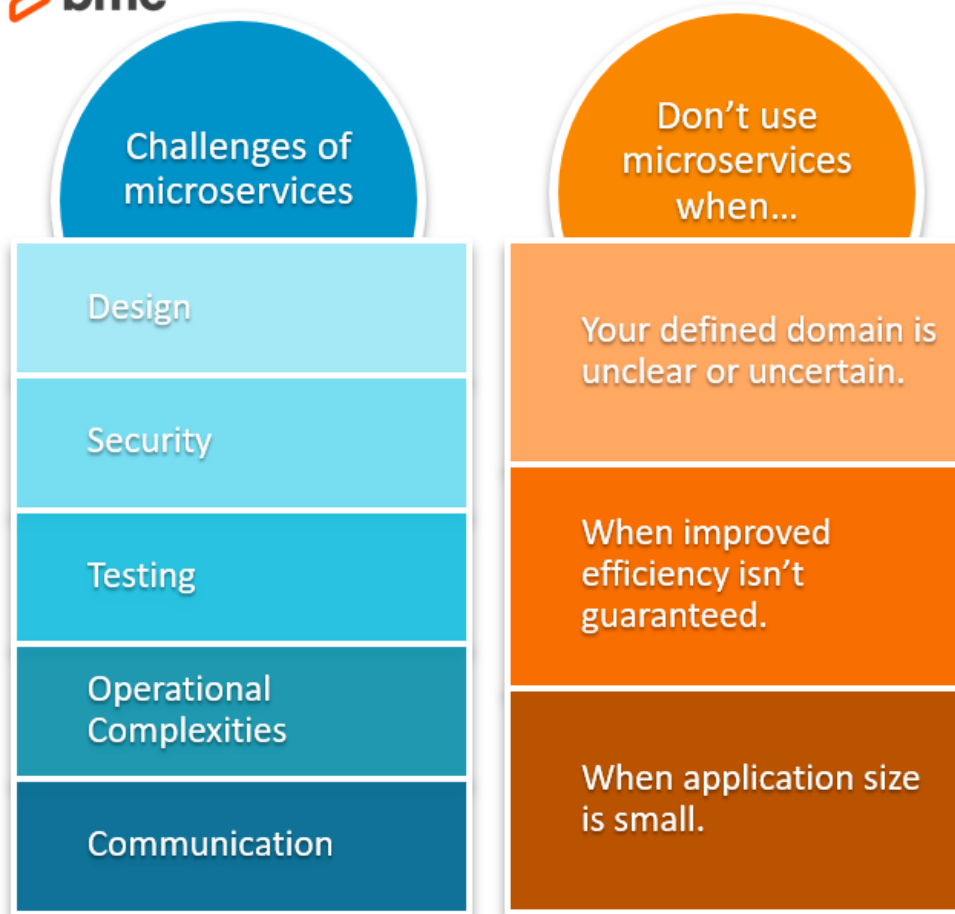 bmc
Challenges of
microservices
Design
Security
Testing
Operational
Complexities
Communication
Don’t use
microservices
when…
Your defined domain is
unclear or uncertain.
When improved
efficiency isn’t
guaranteed.
When application size
is small.